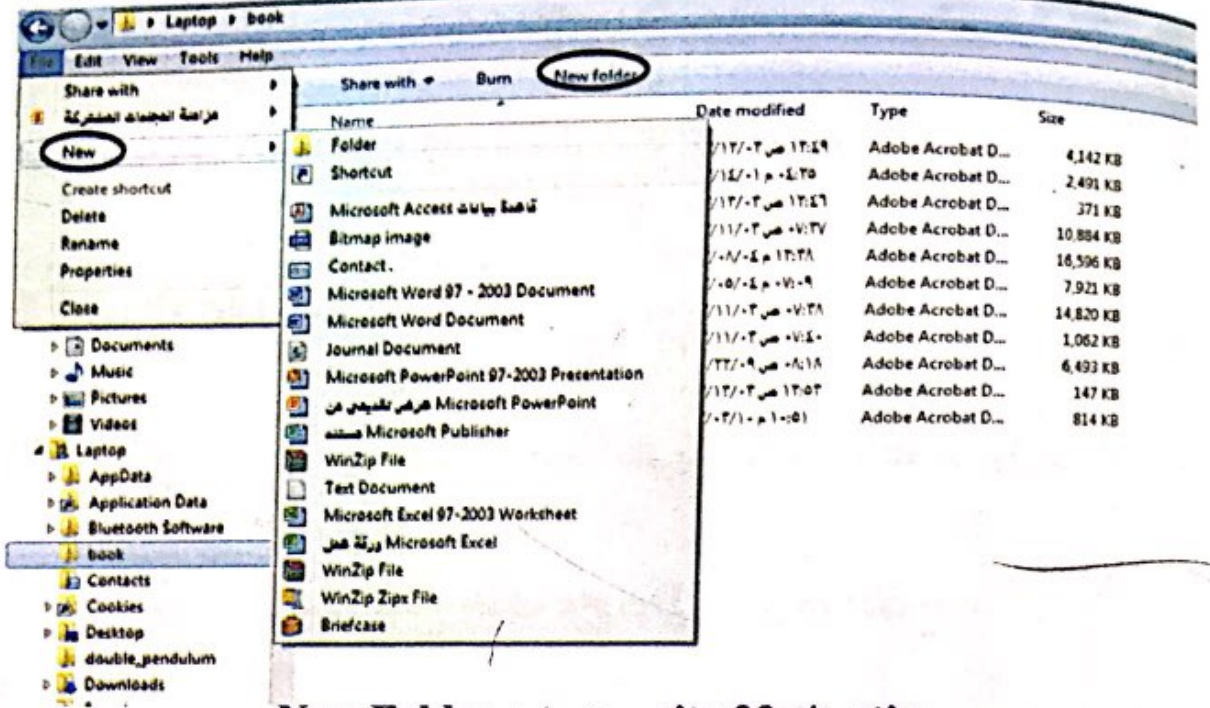 Laptop ▸ book
File Edit View Tools Help
Share with Burn New folder
Share with
مزامنة المجلدات المشتركة
New
Create shortcut
Delete
Rename
Properties
Close
Folder
Shortcut
قاعدة بيانات Microsoft Access
Bitmap image
Contact
Microsoft Word 97 - 2003 Document
Microsoft Word Document
Journal Document
Microsoft PowerPoint 97-2003 Presentation
عرض تقديمي من Microsoft PowerPoint
مستند Microsoft Publisher
WinZip File
Text Document
Microsoft Excel 97-2003 Worksheet
ورقة عمل Microsoft Excel
WinZip File
WinZip Zipx File
Briefcase
Name Date modified Type Size
Adobe Acrobat D... 4,142 KB
Adobe Acrobat D... 2,491 KB
Adobe Acrobat D... 371 KB
Adobe Acrobat D... 10,884 KB
Adobe Acrobat D... 16,596 KB
Adobe Acrobat D... 7,921 KB
Adobe Acrobat D... 14,820 KB
Adobe Acrobat D... 1,062 KB
Adobe Acrobat D... 6,493 KB
Adobe Acrobat D... 147 KB
Adobe Acrobat D... 814 KB
Documents
Music
Pictures
Videos
Laptop
AppData
Application Data
Bluetooth Software
book
Contacts
Cookies
Desktop
double_pendulum
Downloads